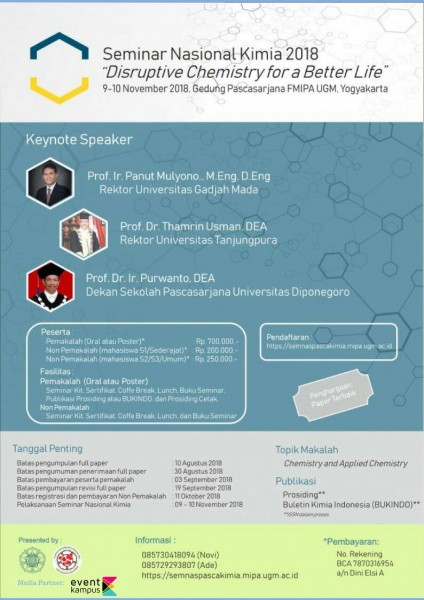 Seminar Nasional Kimia 2018
"Disruptive Chemistry for a Better Life"
9-10 November 2018. Gedung Pascasarjana FMIPA UGM, Yogyakarta
Keynote Speaker
Prof. Ir. Panut Mulyono., M.Eng, D.Eng
Rektor Universitas Gadjah Mada
Prof. Dr. Thamrin Usman, DEA
Rektor Universitas Tanjungpura
Prof. Dr. Ir. Purwanto, DEA
Dekan Sekolah Pascasarjana Universitas Diponegoro
Peserta :
Pemakalah (Oral atau Poster)* : Rp. 700.000,-
Non Pemakalah (mahasiswa S1/Sederajat)* : Rp. 200.000,-
Non Pemakalah (mahasiswa S2/S3/Umum)* : Rp. 250.000,-
Fasilitas :
Pemakalah (Oral atau Poster)
Seminar Kit, Sertifikat, Coffe Break, Lunch, Buku Seminar,
Publikasi Prosiding atau BUKINDO, dan Prosiding Cetak.
Non Pemakalah
Seminar Kit, Sertifikat, Coffe Break, Lunch, dan Buku Seminar
Pendaftaran :
https://semnaspascakimia.mipa.ugm.ac.id
Penghargaan:
Paper Terbaik
Tanggal Penting
Batas pengumpulan full paper : 10 Agustus 2018
Batas pengumuman penerimaan full paper : 30 Agustus 2018
Batas pembayaran peserta pemakalah : 03 September 2018
Batas pengumpulan revisi full paper : 19 September 2018
Batas registrasi dan pembayaran Non Pemakalah : 11 Oktober 2018
Pelaksanaan Seminar Nasional Kimia : 09 - 10 November 2018
Topik Makalah
Chemistry and Applied Chemistry
Publikasi
Prosiding**
Buletin Kimia Indonesia (BUKINDO)**
**ISSN dalam proses
Presented by :
Media Partner:
event
kampus
Informasi :
085730418094 (Novi)
085729293807 (Ade)
https://semnaspascakimia.mipa.ugm.ac.id
*Pembayaran:
No. Rekening
BCA 7870316954
a/n Dini Elsi A